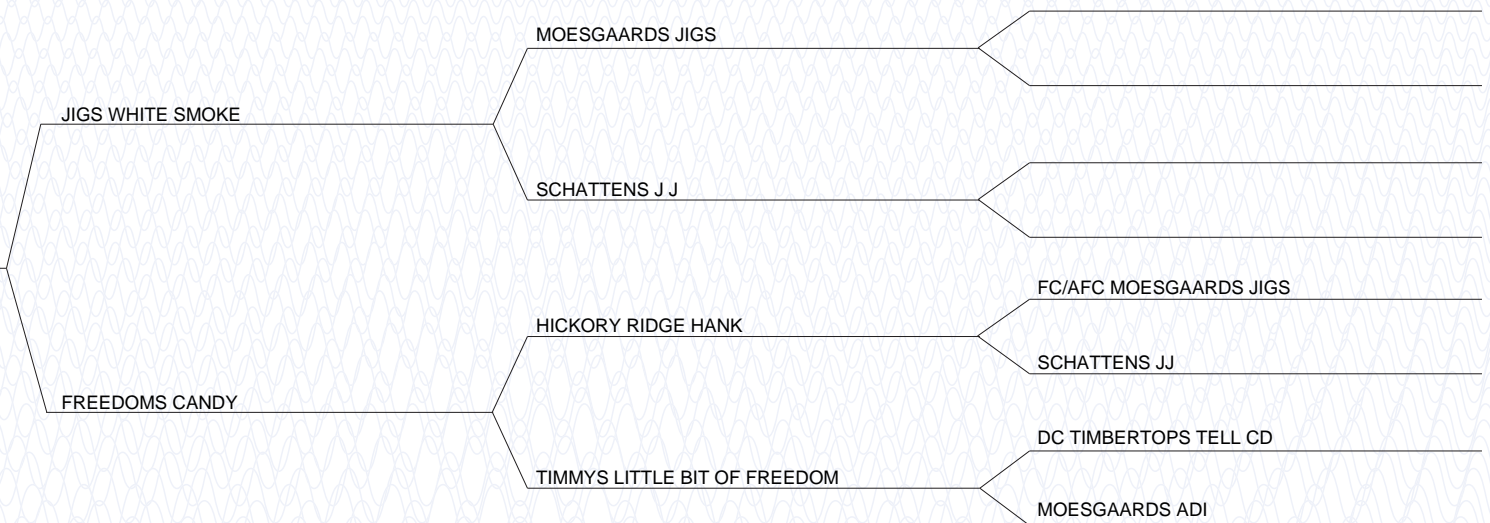 MOESGAARDS JIGS
JIGS WHITE SMOKE
SCHATTENS J J
FC/AFC MOESGAARDS JIGS
HICKORY RIDGE HANK
SCHATTENS JJ
FREEDOMS CANDY
DC TIMBERTOPS TELL CD
TIMMYS LITTLE BIT OF FREEDOM
MOESGAARDS ADI